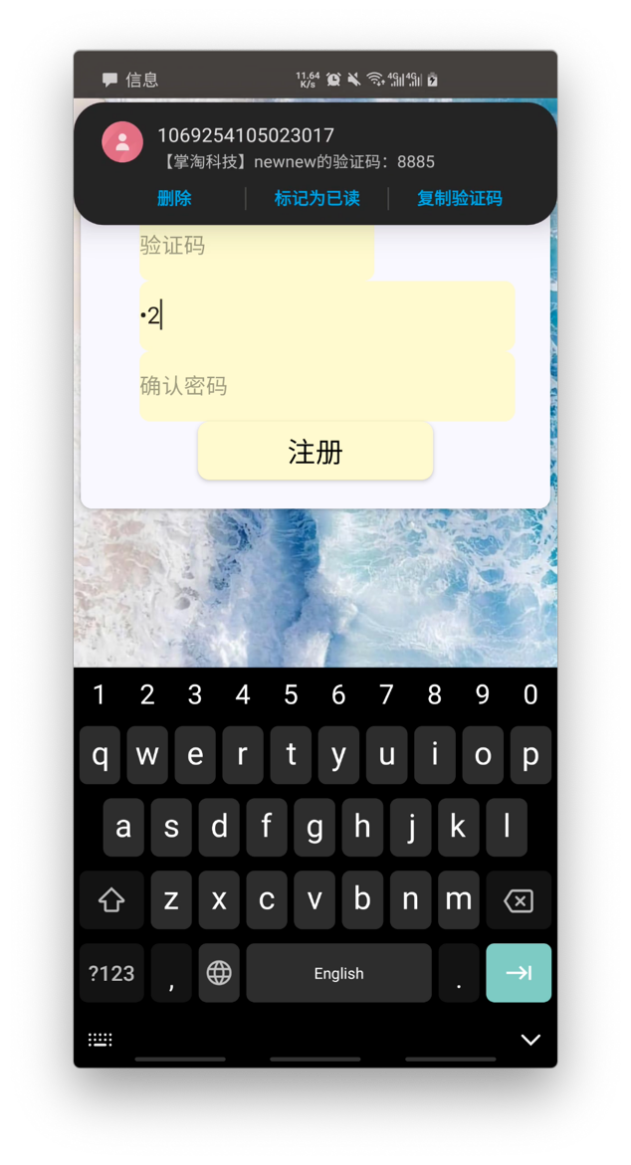 信息
11.64
K/s
4G 4G
1069254105023017
【掌淘科技】newnew的验证码：8885
删除 标记为已读 复制验证码
验证码
•2
确认密码
注册
1 2 3 4 5 6 7 8 9 0
q w e r t y u i o p
a s d f g h j k l
z x c v b n m
?123 , English .